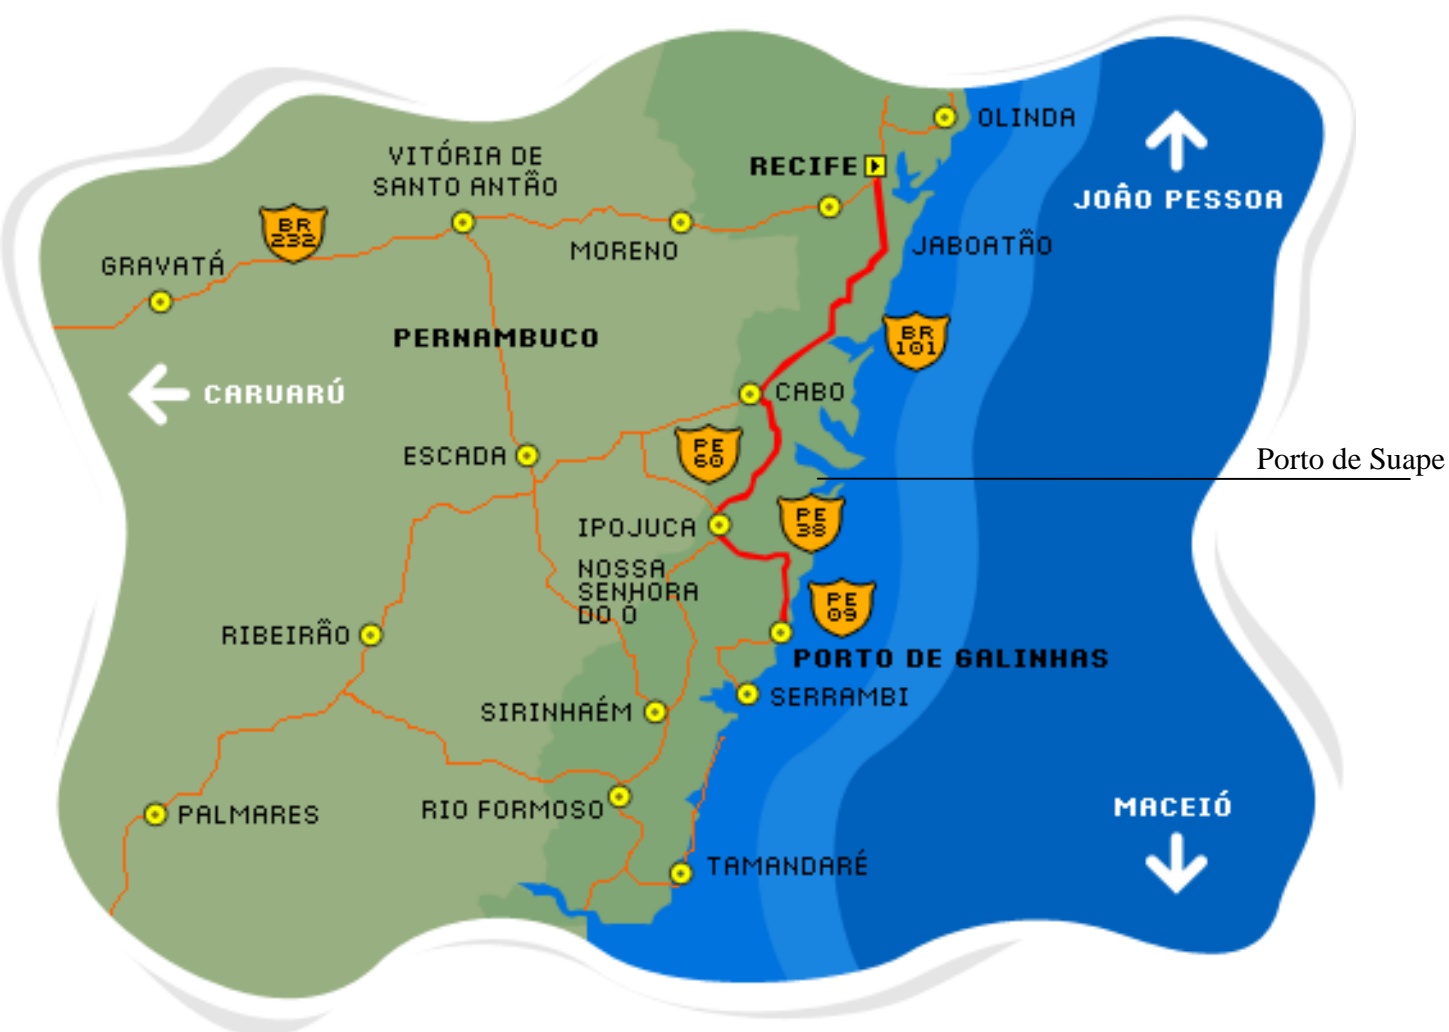 OLINDA
VITÓRIA DE
SANTO ANTÃO
RECIFE
JOÃO PESSOA
BR
232
MORENO
JABOATÃO
GRAVATÁ
PERNAMBUCO
BR
101
CARUARÚ
CABO
ESCADA
PE
60
Porto de Suape
IPOJUCA
PE
38
NOSSA
SENHORA
DO Ó
PE
09
RIBEIRÃO
PORTO DE GALINHAS
SERRAMBI
SIRINHAÉM
MACEIÓ
RIO FORMOSO
PALMARES
TAMANDARÉ